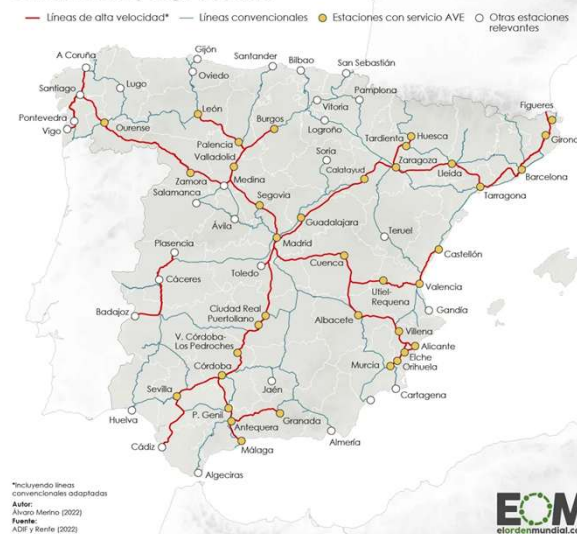 Líneas de alta velocidad*
Líneas convencionales
Estaciones con servicio AVE
Otras estaciones
relevantes
A Coruña
Lugo
Gijón
Oviedo
Santander
Bilbao
San Sebastián
Santiago
Pontevedra
Vigo
Ourense
León
Burgos
Vitoria
Pamplona
Logroño
Palencia
Valladolid
Soria
Tardienta
Huesca
Figueres
Girona
Zamora
Medina
Salamanca
Segovia
Calatayud
Zaragoza
Lleida
Barcelona
Tarragona
Ávila
Guadalajara
Madrid
Teruel
Plasencia
Toledo
Cuenca
Castellón
Cáceres
Badajoz
Ciudad Real
Puertollano
Utiel-
Requena
Valencia
Gandía
Albacete
Villena
V. Córdoba-
Los Pedroches
Alicante
Elche
Orihuela
Murcia
Córdoba
Jaén
Cartagena
Sevilla
P. Genil
Granada
Huelva
Antequera
Almería
Cádiz
Málaga
Algeciras
*Incluyendo líneas
convencionales adaptadas
Autor:
Álvaro Merino (2022)
Fuente:
ADIF y Renfe (2022)
EOM
elordenmundial.co